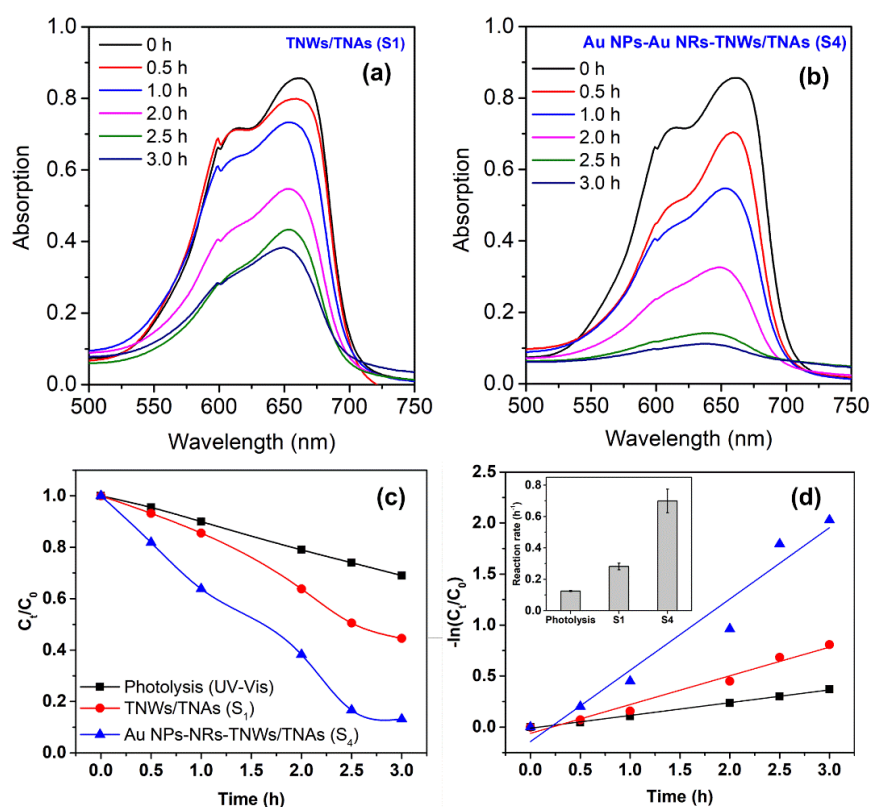 TNWs/TNAs (S1)
(a)
0 h
0.5 h
1.0 h
2.0 h
2.5 h
3.0 h
1.0
0.8
0.6
0.4
0.2
0.0
Absorption
500 550 600 650 700 750
Wavelength (nm)
Au NPs-Au NRs-TNWs/TNAs (S4)
(b)
0 h
0.5 h
1.0 h
2.0 h
2.5 h
3.0 h
1.0
0.8
0.6
0.4
0.2
0.0
Absorption
500 550 600 650 700 750
Wavelength (nm)
(c)
1.0
0.8
0.6
0.4
0.2
0.0
Ct/C0
Photolysis (UV-Vis)
TNWs/TNAs (S1)
Au NPs-NRs-TNWs/TNAs (S4)
0.0 0.5 1.0 1.5 2.0 2.5 3.0
Time (h)
(d)
2.5
2.0
1.5
1.0
0.5
0.0
-ln(Ct/C0)
0.8
0.6
0.4
0.2
0.0
Reaction rate (h-1)
Photolysis S1 S4
0.0 0.5 1.0 1.5 2.0 2.5 3.0
Time (h)